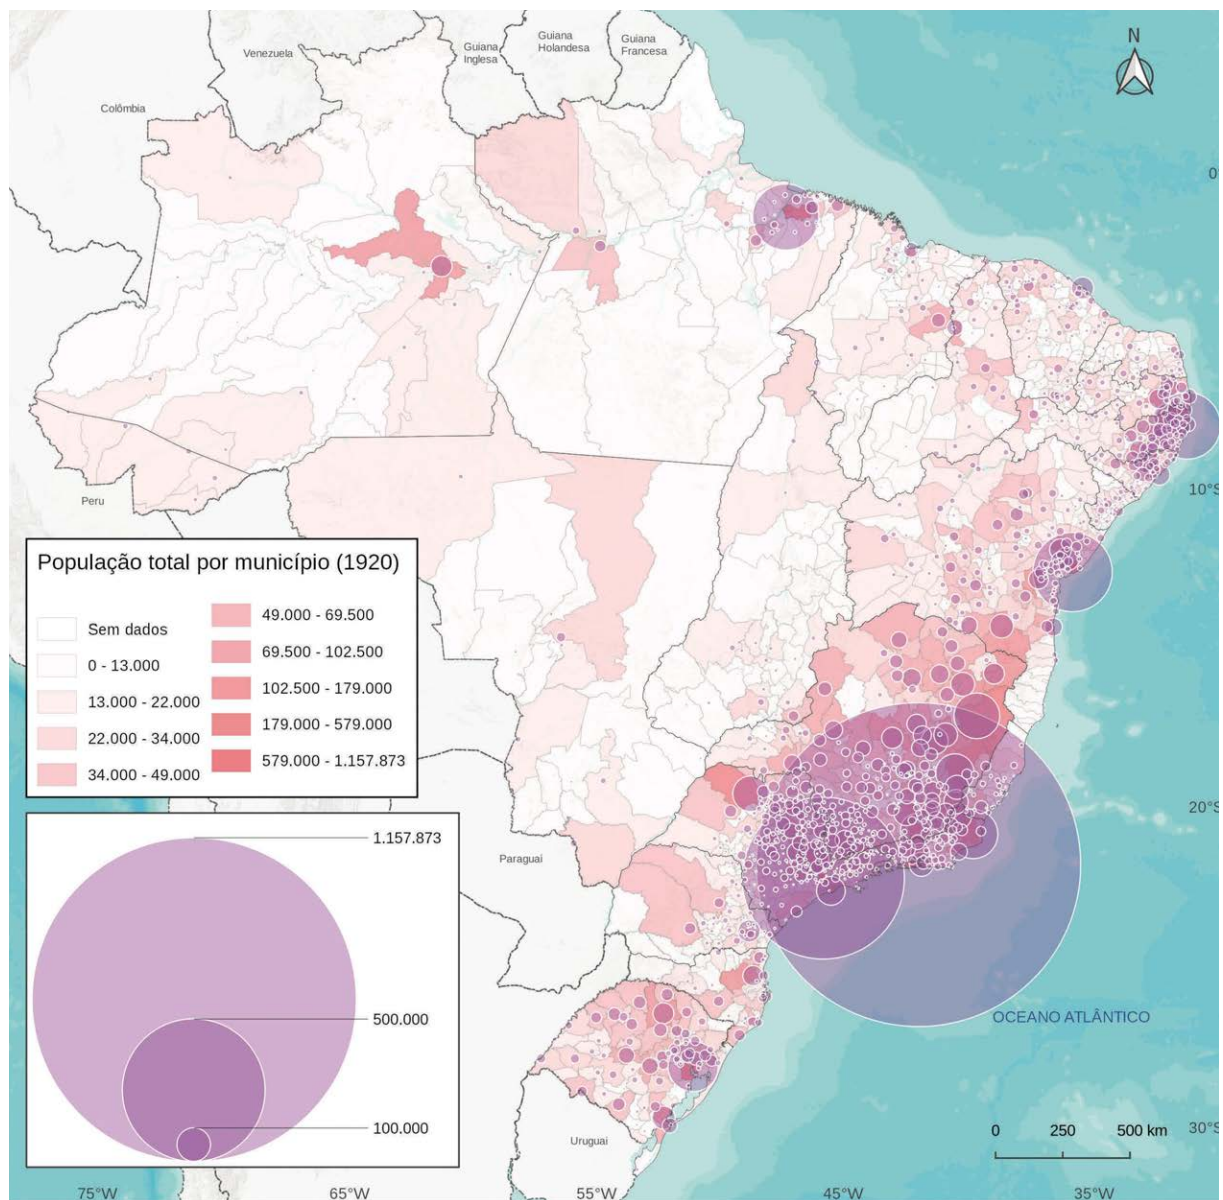 N
Venezuela
Guiana
Inglesa
Guiana
Holandesa
Guiana
Francesa
Colômbia
0°
Peru
10°S
População total por município (1920)
Sem dados
0 - 13.000
13.000 - 22.000
22.000 - 34.000
34.000 - 49.000
49.000 - 69.500
69.500 - 102.500
102.500 - 179.000
179.000 - 579.000
579.000 - 1.157.873
20°S
1.157.873
500.000
100.000
Paraguai
OCEANO ATLÂNTICO
Uruguai
0 250 500 km
30°S
75°W 65°W 55°W 45°W 35°W